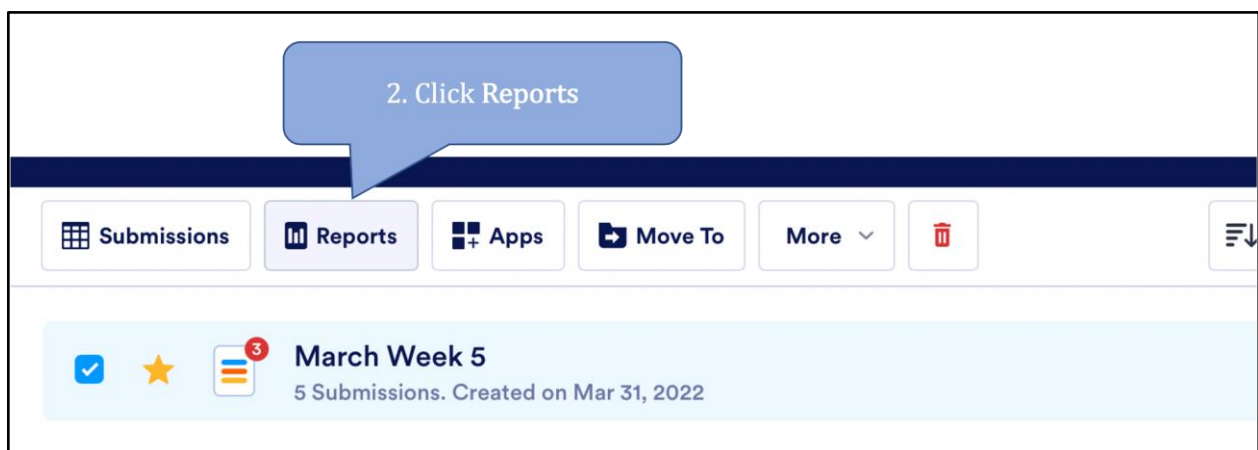 2. Click Reports
Submissions Reports Apps Move To More
3
March Week 5
5 Submissions. Created on Mar 31, 2022